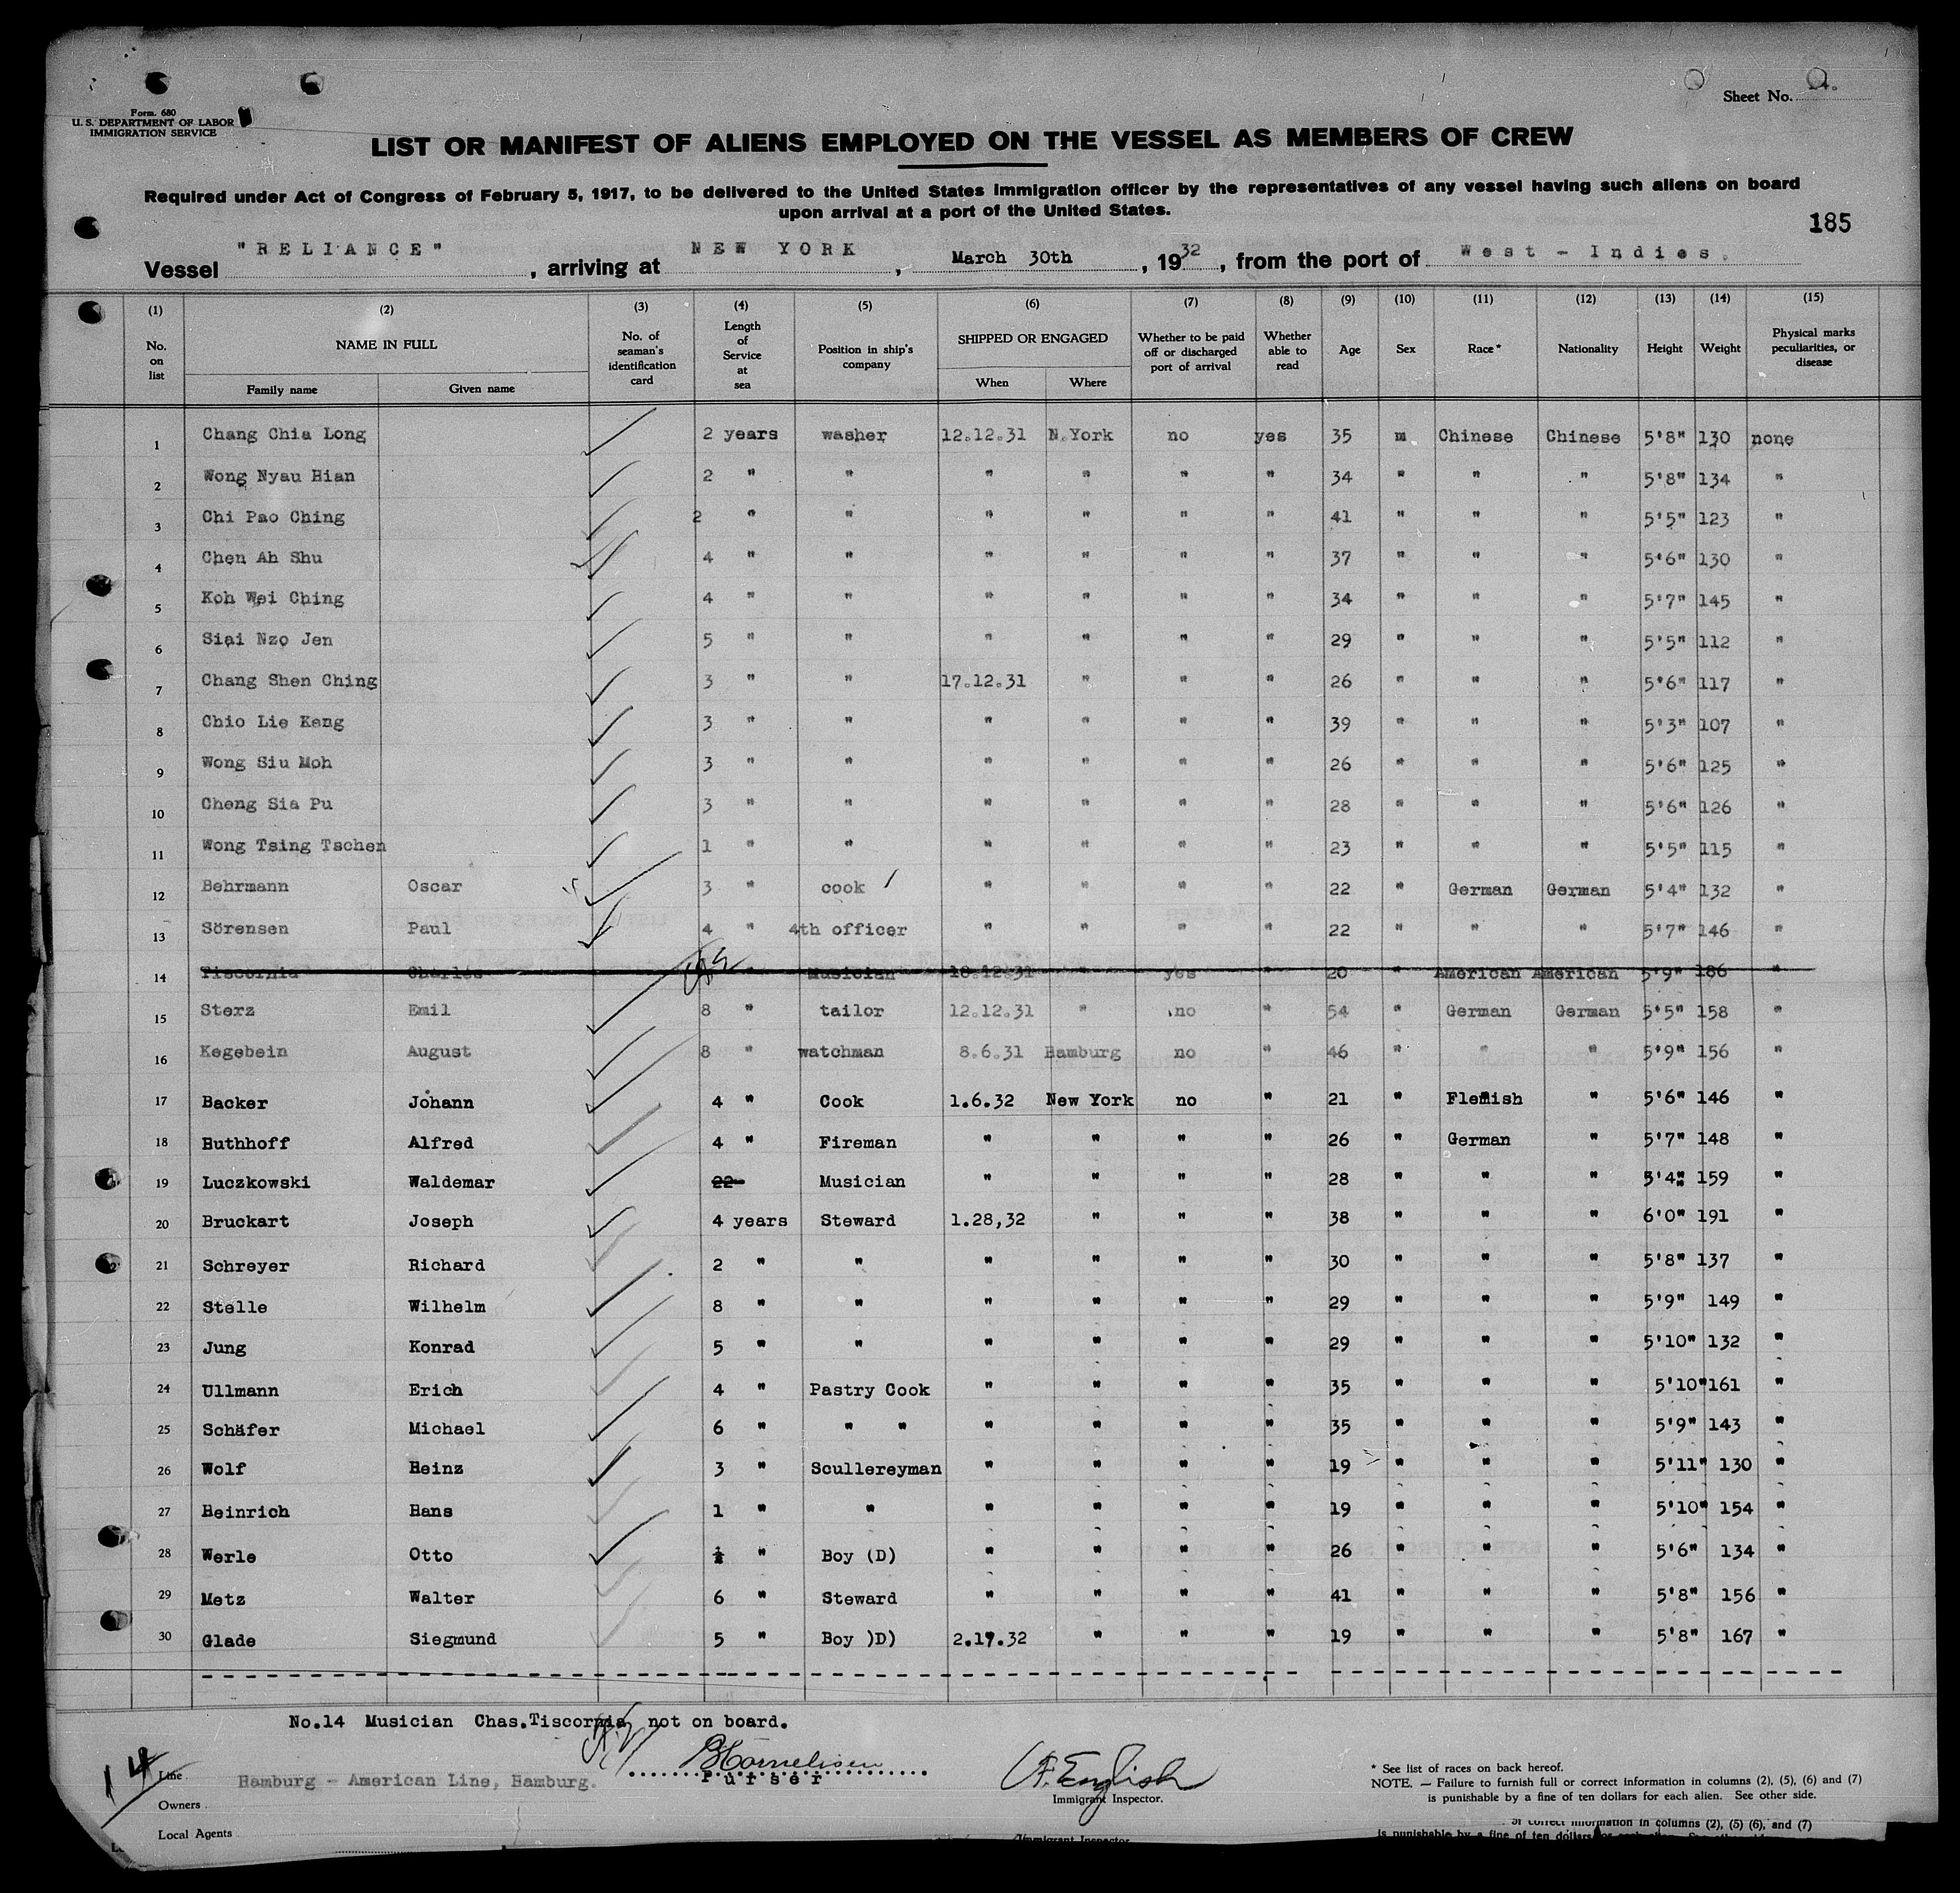 Sheet No.
Form. 680
U. S. DEPARTMENT OF LABOR
IMMIGRATION SERVICE
LIST OR MANIFEST OF ALIENS EMPLOYED ON THE VESSEL AS MEMBERS OF CREW
Required under Act of Congress of February 5, 1917, to be delivered to the United States Immigration officer by the representatives of any vessel having such aliens on board
upon arrival at a port of the United States.
185
Vessel "RELIANCE", arriving at NEW YORK, March 30th, 1932, from the port of West - Indies.
(1) (2) (3) (4) (5) (6) (7) (8) (9) (10) (11) (12) (13) (14) (15)
No. on list NAME IN FULL Family name Given name No. of seaman's identification card Length of Service at sea Position in ship's company SHIPPED OR ENGAGED When Where Whether to be paid off or discharged port of arrival Whether able to read Age Sex Race* Nationality Height Weight Physical marks peculiarities, or disease
1 Chang Chia Long 2 years washer 12.12.31 N.York no yes 35 m Chinese Chinese 5'8" 130 none
2 Wong Nyau Hian 2 " " " " " " 34 " " " 5'8" 134 "
3 Chi Pao Ching 2 " " " " " " 41 " " " 5'5" 123 "
4 Chen Ah Shu 4 " " " " " " 37 " " " 5'6" 130 "
5 Koh Wei Ching 4 " " " " " " 34 " " " 5'7" 145 "
6 Siai Nzo Jen 5 " " " " " " 29 " " " 5'5" 112 "
7 Chang Shen Ching 3 " " 17.12.31 " " " 26 " " " 5'6" 117 "
8 Chio Lie Keng 3 " " " " " " 39 " " " 5'3" 107 "
9 Wong Siu Moh 3 " " " " " " 26 " " " 5'6" 125 "
10 Cheng Sia Pu 3 " " " " " " 28 " " " 5'6" 126 "
11 Wong Tsing Tschen 1 " " " " " " 23 " " " 5'5" 115 "
12 Behrmann Oscar 3 " cook " " " " 22 " German German 5'4" 132 "
13 Sörensen Paul 4 " 4th officer " " " " 22 " " " 5'7" 146 "
14 Tiscornia Charles " Musician 10.12.31 " yes " 20 " American American 5'9" 186 "
15 Sterz Emil 8 " tailor 12.12.31 " no " 54 " German German 5'5" 158 "
16 Kegebein August 8 " watchman 8.6.31 Hamburg no " 46 " " " 5'9" 156 "
17 Backer Johann 4 " Cook 1.6.32 New York no " 21 " Flemish " 5'6" 146 "
18 Buthhoff Alfred 4 " Fireman " " " " 26 " German " 5'7" 148 "
19 Luczkowski Waldemar 22 Musician " " " " 28 " " " 5'4" 159 "
20 Bruckart Joseph 4 years Steward 1.28,32 " " " 38 " " " 6'0" 191 "
21 Schreyer Richard 2 " " " " " " 30 " " " 5'8" 137 "
22 Stelle Wilhelm 8 " " " " " " 29 " " " 5'9" 149 "
23 Jung Konrad 5 " " " " " " 29 " " " 5'10" 132 "
24 Ullmann Erich 4 " Pastry Cook " " " " 35 " " " 5'10" 161 "
25 Schäfer Michael 6 " " " " " " " 35 " " " 5'9" 143 "
26 Wolf Heinz 3 " Scullereyman " " " " 19 " " " 5'11" 130 "
27 Heinrich Hans 1 " " " " " " 19 " " " 5'10" 154 "
28 Werle Otto " Boy (D) " " " " 26 " " " 5'6" 134 "
29 Metz Walter 6 " Steward " " " " 41 " " " 5'8" 156 "
30 Glade Siegmund 5 " Boy )D) 2.17.32 " " " 19 " " " 5'8" 167 "
No.14 Musician Chas.Tiscornia not on board.
14
Line Hamburg - American Line, Hamburg.
Purser
English
Immigrant Inspector.
Owners
Local Agents
* See list of races on back hereof.
NOTE. — Failure to furnish full or correct information in columns (2), (5), (6) and (7)
is punishable by a fine of ten dollars for each alien. See other side.
or correct information in columns (2), (5) (6), and (7)
is punishable by a fine of ten dollars
Immigrant Inspector